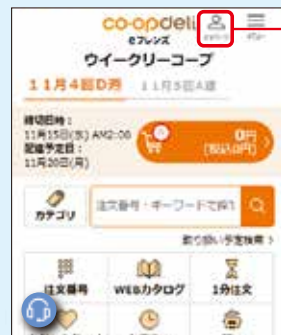 co·opdeli
eフレンズ
マイページ
メニュー
ウイークリーコープ
11月4回D月 11月5回A週
締切日時：
11月15日(水) AM2:00
配達予定日：
11月20日(月)
0
0円
(税込0円)
カテゴリ
注文番号・キーワードで探す
取り扱い予定検索
注文番号 WEBカタログ 1分注文